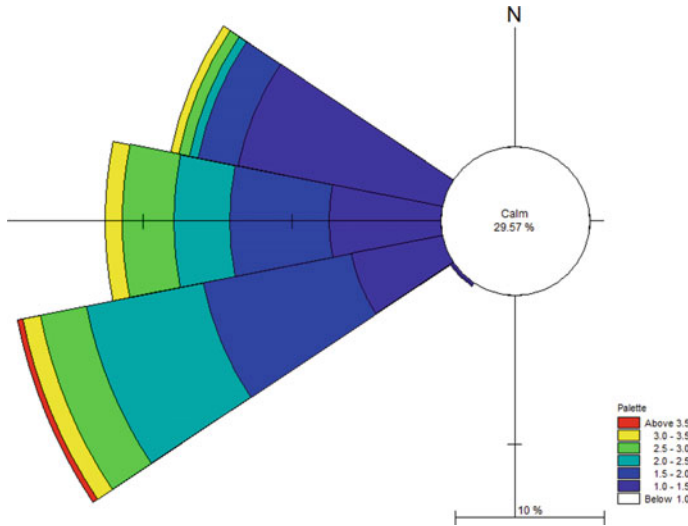 N
Calm
29.57 %
Palette
Above 3.5
3.0 - 3.5
2.5 - 3.0
2.0 - 2.5
1.5 - 2.0
1.0 - 1.5
Below 1.0
10 %